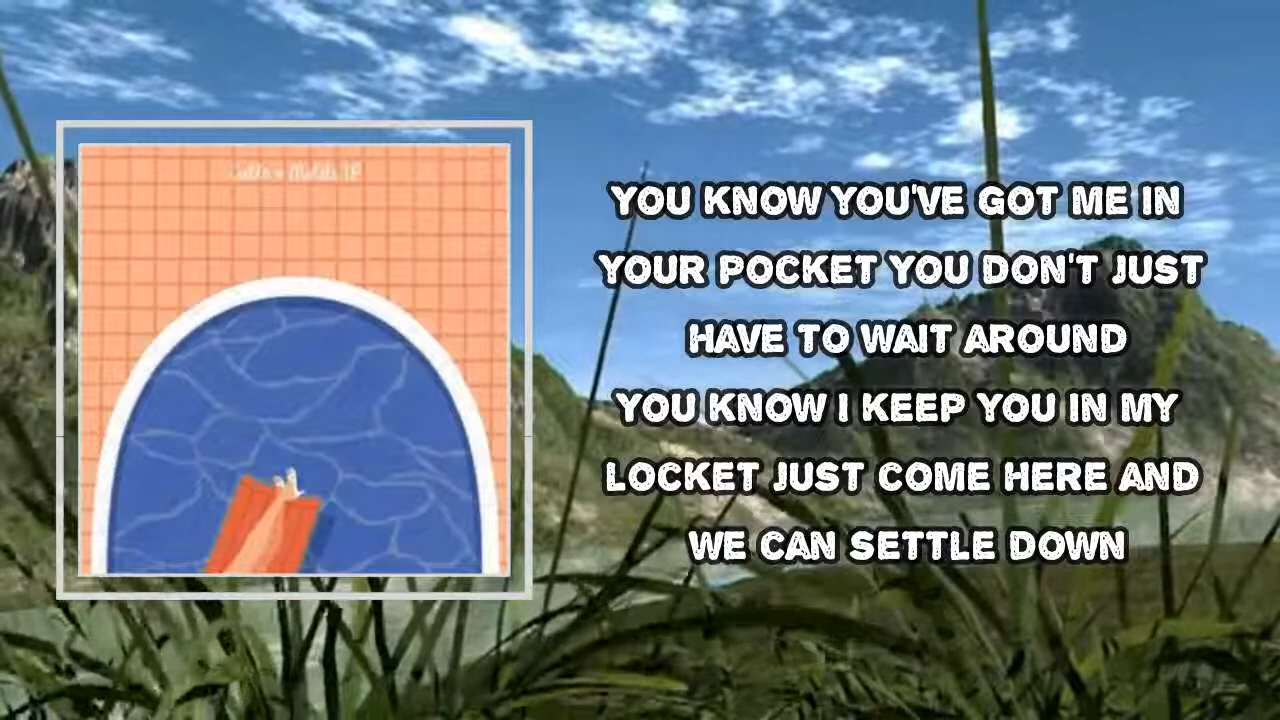 YOU KNOW YOU'VE GOT ME IN
YOUR POCKET YOU DON'T JUST
HAVE TO WAIT AROUND
YOU KNOW I KEEP YOU IN MY
LOCKET JUST COME HERE AND
WE CAN SETTLE DOWN